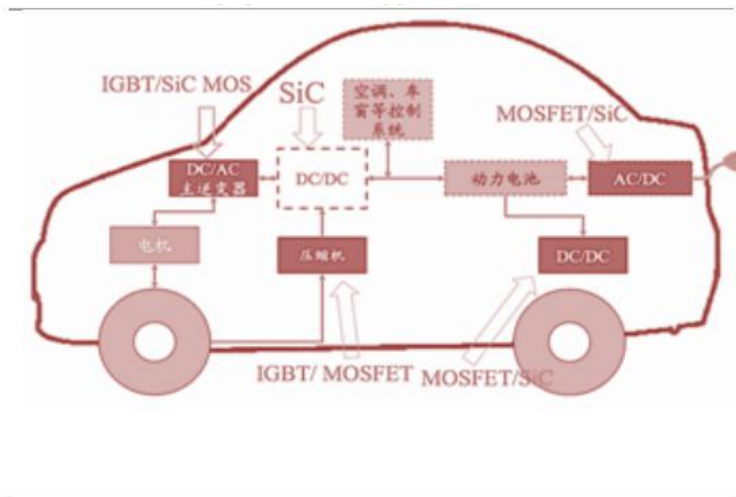 IGBT/SiC MOS
SiC
空调、车
窗等控制
系统
MOSFET/SiC
DC/AC
主逆变器
DC/DC
动力电池
AC/DC
电机
压缩机
DC/DC
IGBT/ MOSFET
MOSFET/SiC